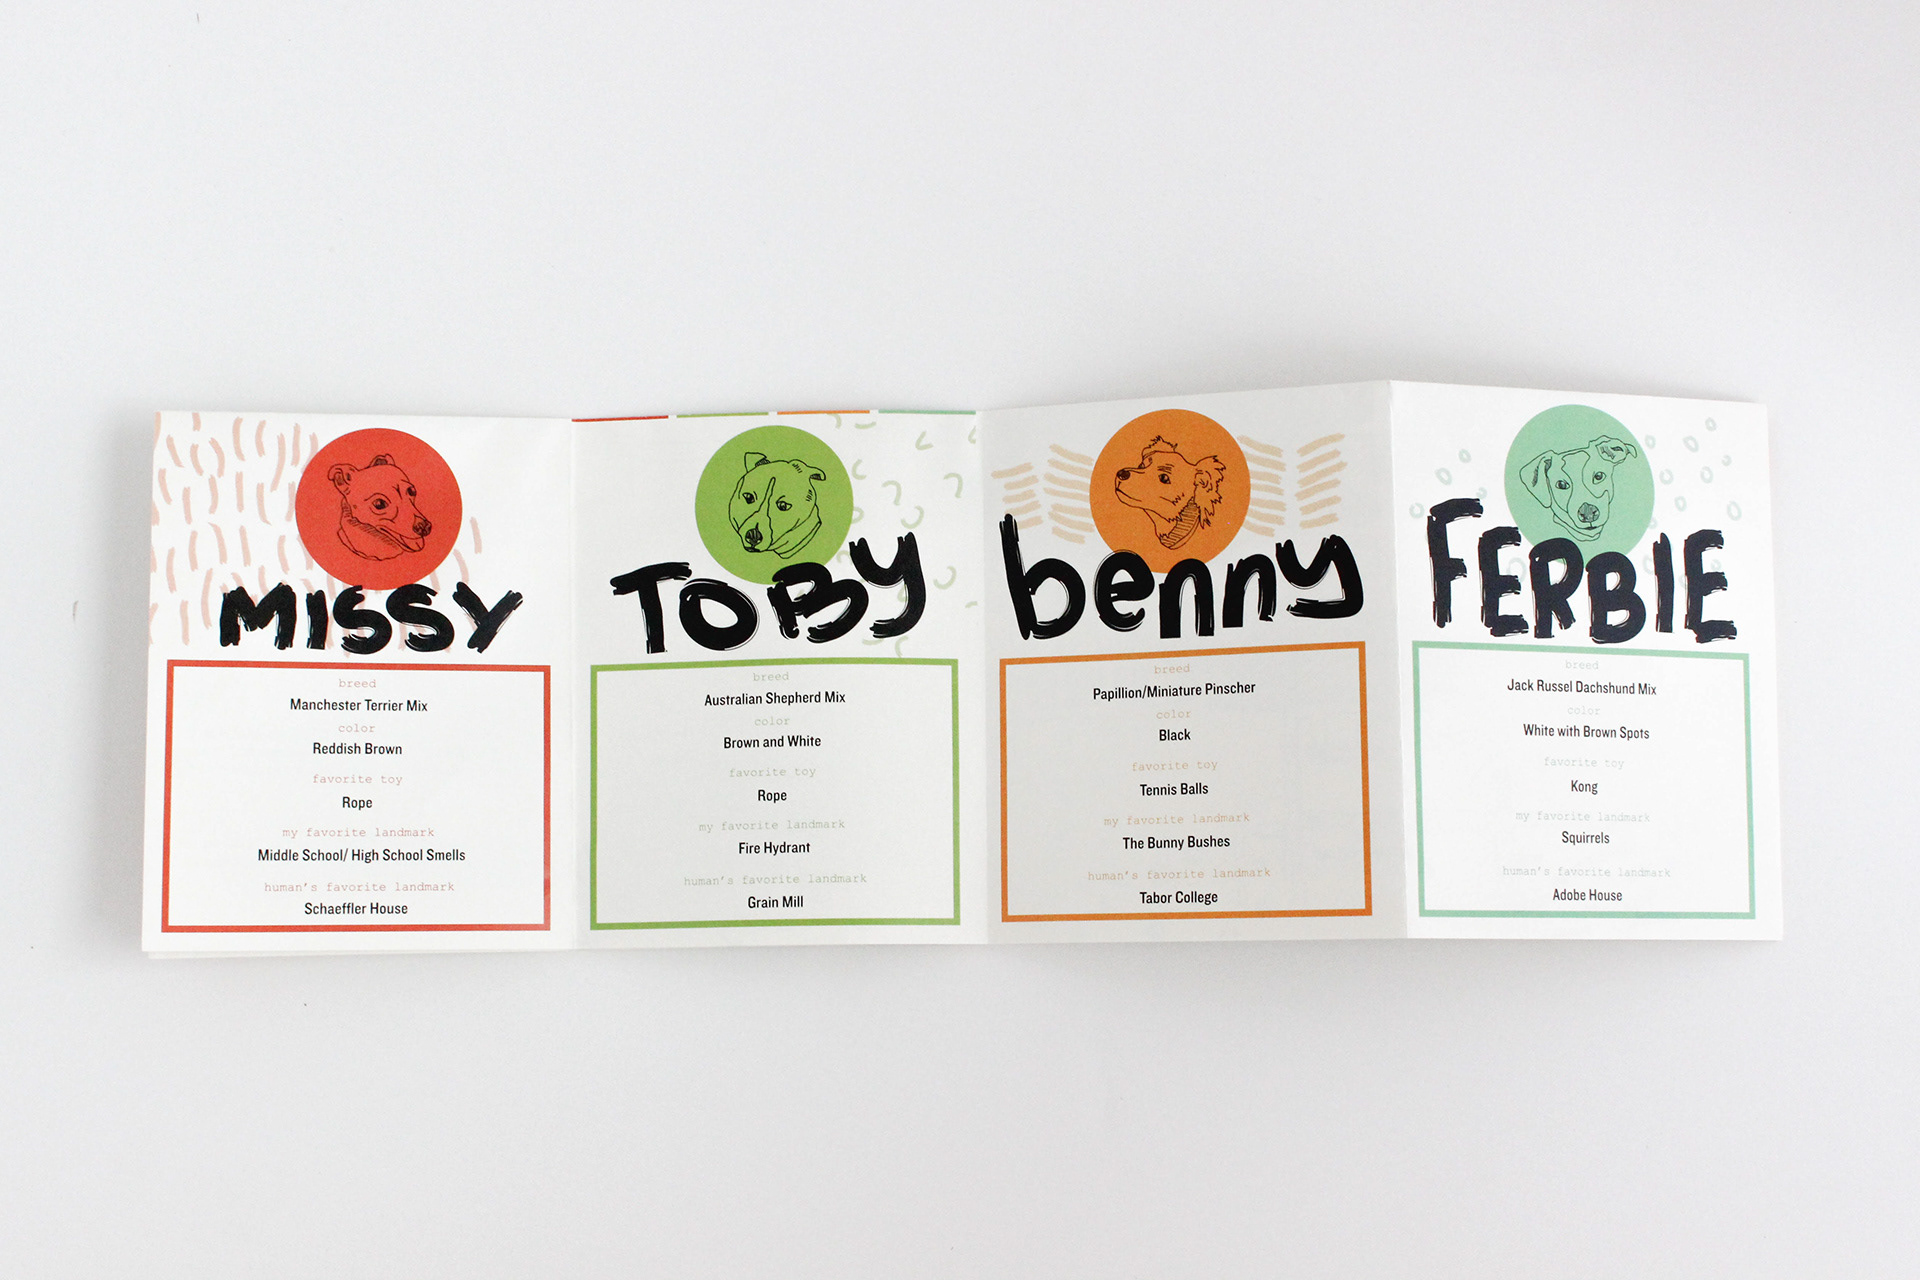 MISSY
breed
Manchester Terrier Mix
color
Reddish Brown
favorite toy
Rope
my favorite landmark
Middle School/ High School Smells
human's favorite landmark
Schaeffler House
TOBY
breed
Australian Shepherd Mix
color
Brown and White
favorite toy
Rope
my favorite landmark
Fire Hydrant
human's favorite landmark
Grain Mill
benny
breed
Papillion/Miniature Pinscher
color
Black
favorite toy
Tennis Balls
my favorite landmark
The Bunny Bushes
human's favorite landmark
Tabor College
FERBIE
breed
Jack Russel Dachshund Mix
color
White with Brown Spots
favorite toy
Kong
my favorite landmark
Squirrels
human's favorite landmark
Adobe House